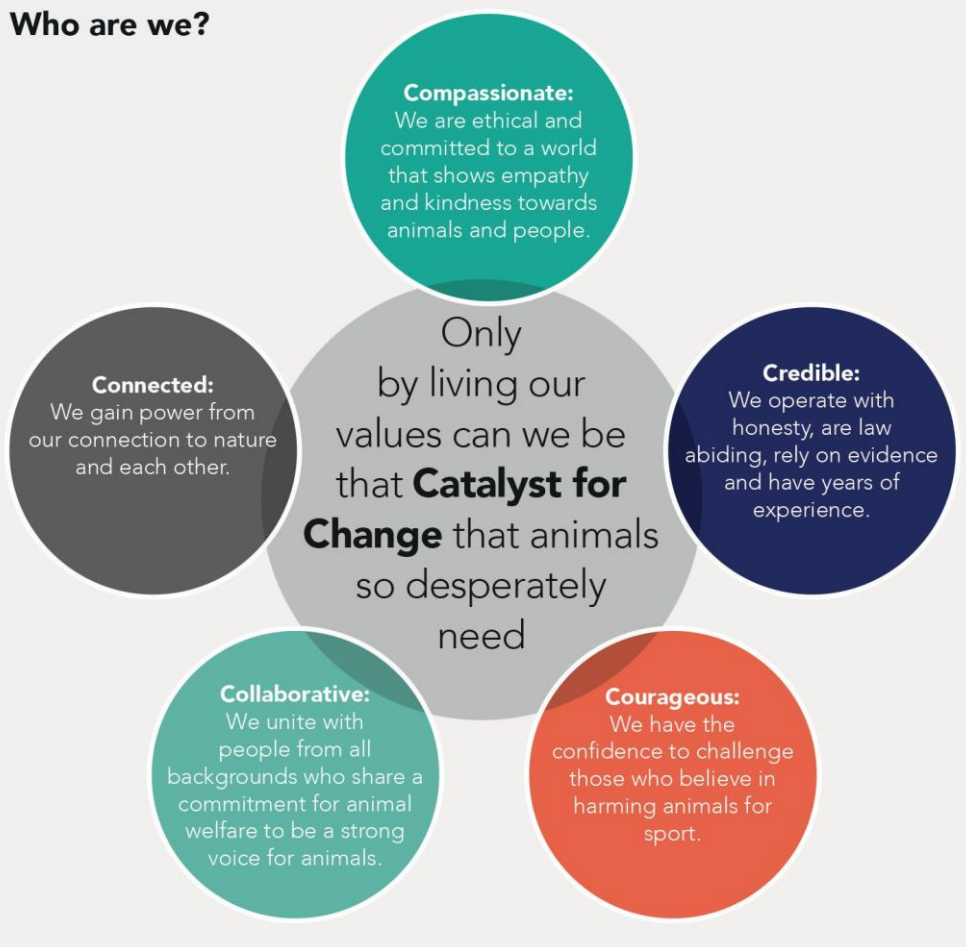 Who are we?
Compassionate:
We are ethical and
committed to a world
that shows empathy
and kindness towards
animals and people.
Only
by living our
values can we be
that Catalyst for
Change that animals
so desperately
need
Connected:
We gain power from
our connection to nature
and each other.
Credible:
We operate with
honesty, are law
abiding, rely on evidence
and have years of
experience.
Collaborative:
We unite with
people from all
backgrounds who share a
commitment for animal
welfare to be a strong
voice for animals.
Courageous:
We have the
confidence to challenge
those who believe in
harming animals for
sport.